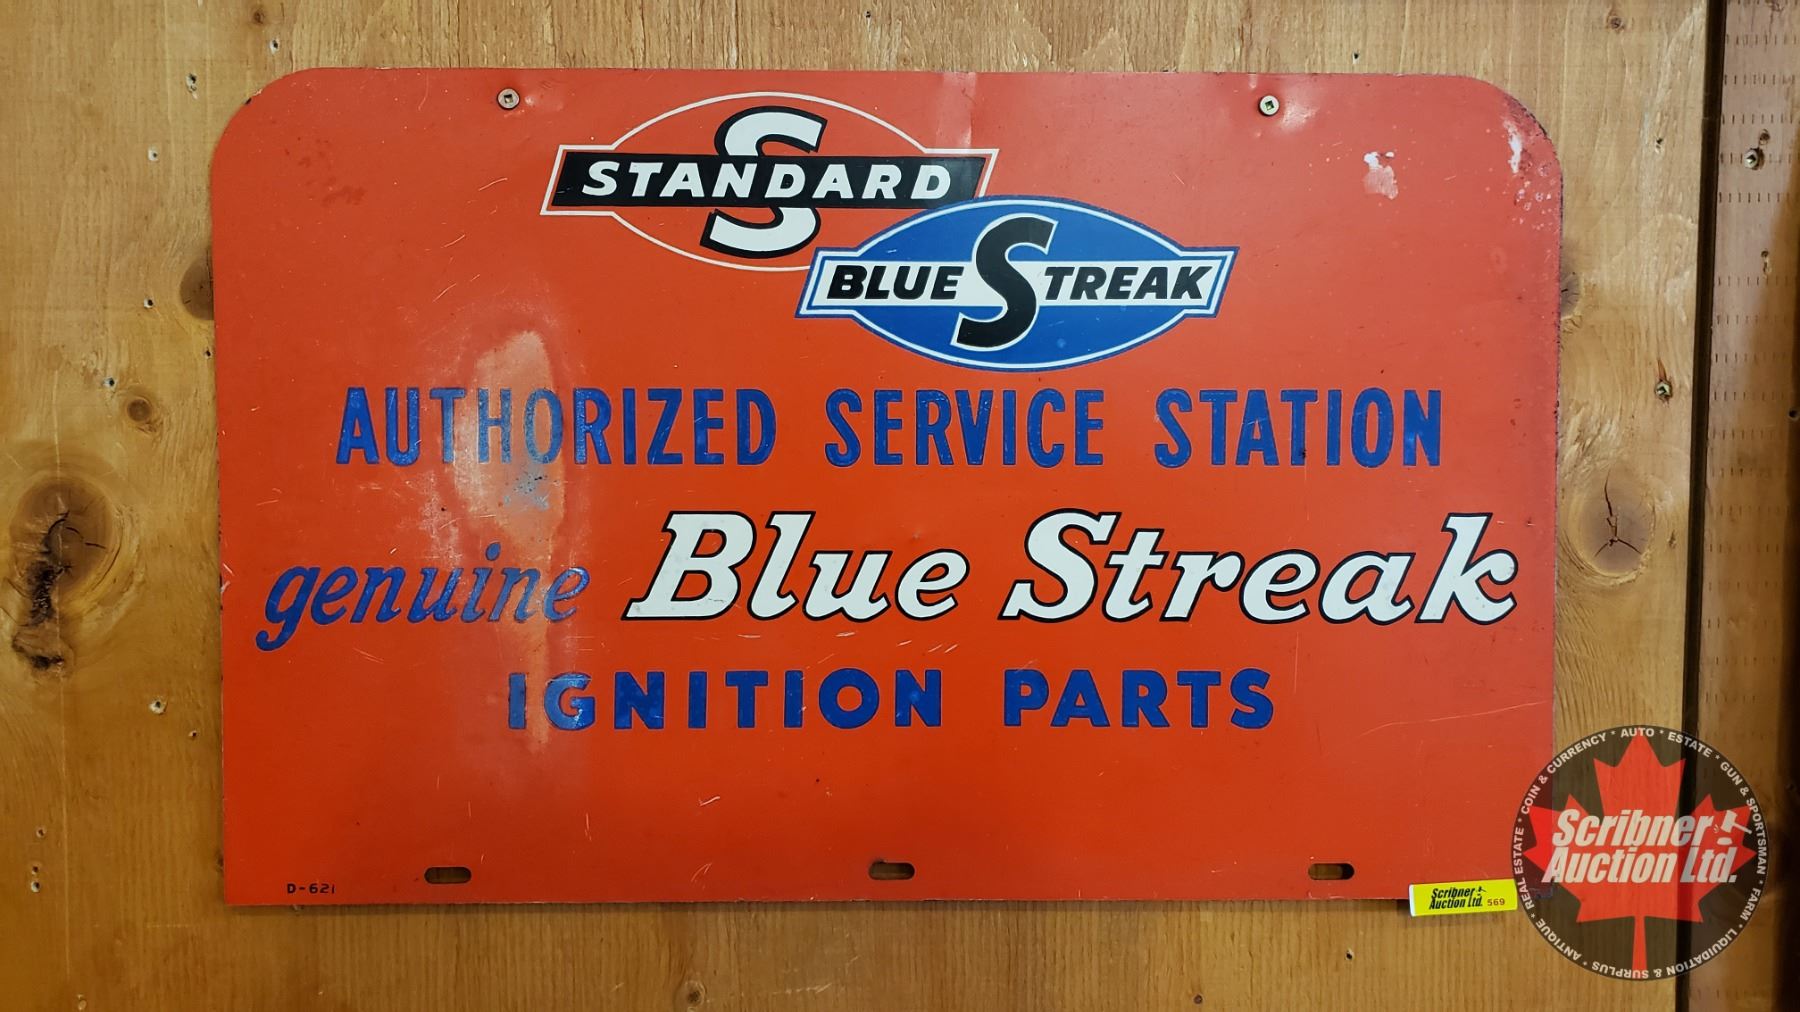 STANDARD
S
BLUE STREAK
AUTHORIZED SERVICE STATION
genuine Blue Streak
IGNITION PARTS
D-621
Scribner
Auction Ltd. 569
Scribner
Auction Ltd.
ANTIQUE * REAL ESTATE * COIN & CURRENCY * AUTO * ESTATE * GUN & SPORTSMAN * FARM * LIQUIDATION & SURPLUS *